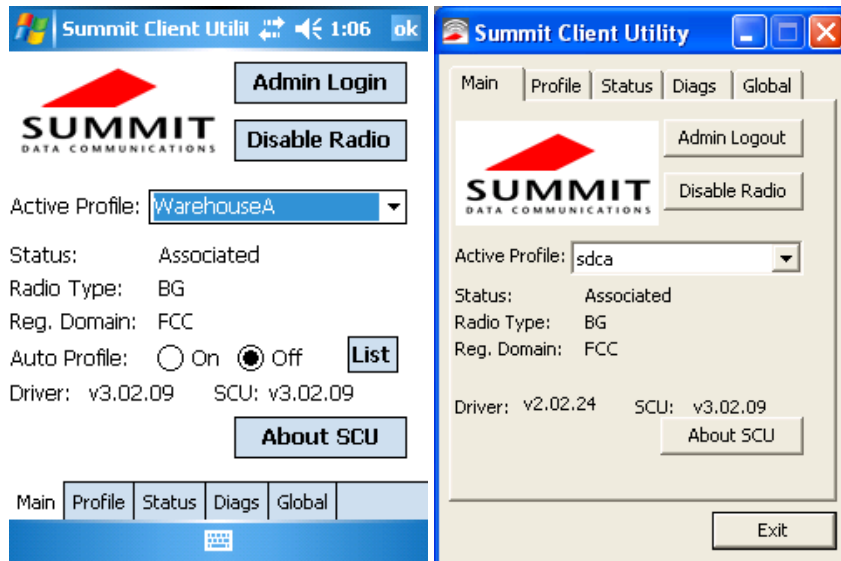 Summit Client Utilit 1:06 ok
Admin Login
SUMMIT
DATA COMMUNICATIONS
Disable Radio
Active Profile: WarehouseA
Status: Associated
Radio Type: BG
Reg. Domain: FCC
Auto Profile: On Off List
Driver: v3.02.09 SCU: v3.02.09
About SCU
Main Profile Status Diags Global
Summit Client Utility
Main Profile Status Diags Global
Admin Logout
SUMMIT
DATA COMMUNICATIONS
Disable Radio
Active Profile: sdca
Status: Associated
Radio Type: BG
Reg. Domain: FCC
Driver: v2.02.24 SCU: v3.02.09
About SCU
Exit